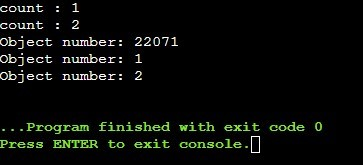 count : 1
count : 2
Object number: 22071
Object number: 1
Object number: 2
...Program finished with exit code 0
Press ENTER to exit console.